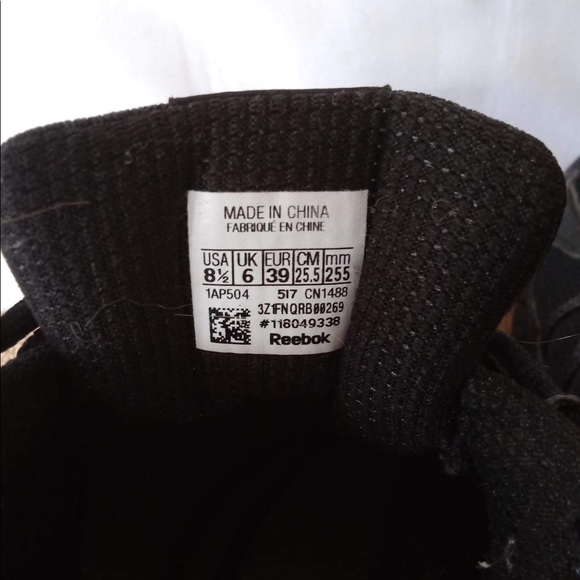 MADE IN CHINA
FABRIQUÉ EN CHINE
USA UK EUR CM mm
8½ 6 39 25.5 255
1AP504 517 CN1488
3Z1FNQRB00269
#118049338
Reebok